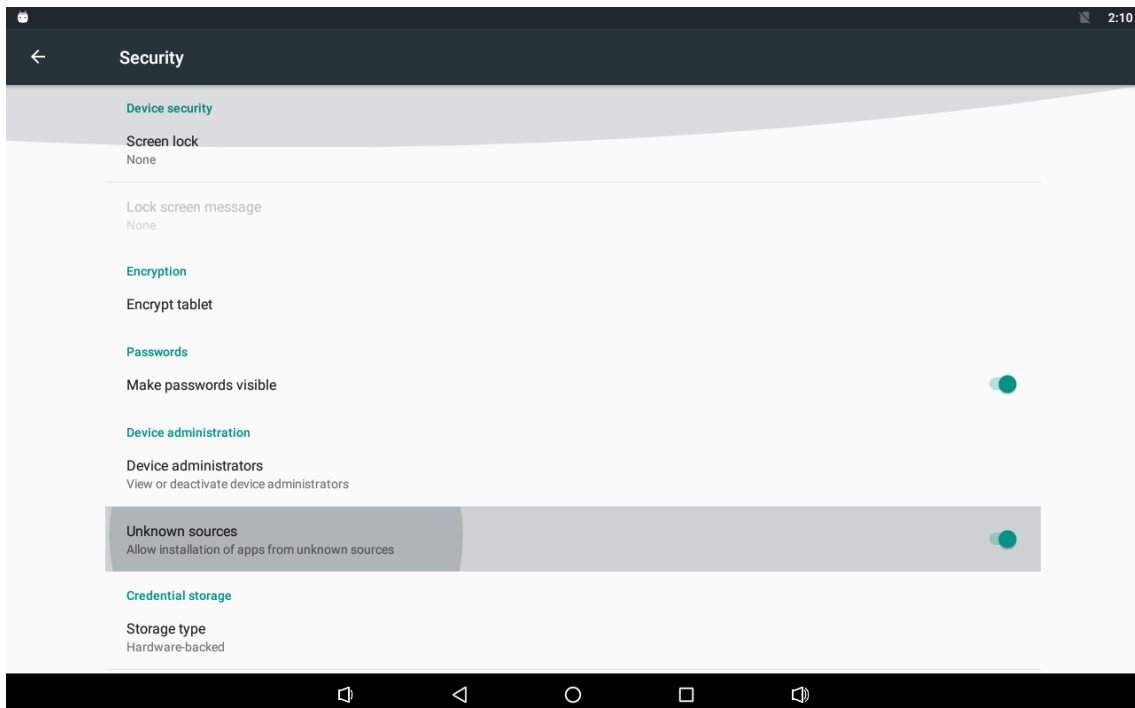 2:10
Security
Device security
Screen lock
None
Lock screen message
None
Encryption
Encrypt tablet
Passwords
Make passwords visible
Device administration
Device administrators
View or deactivate device administrators
Unknown sources
Allow installation of apps from unknown sources
Credential storage
Storage type
Hardware-backed